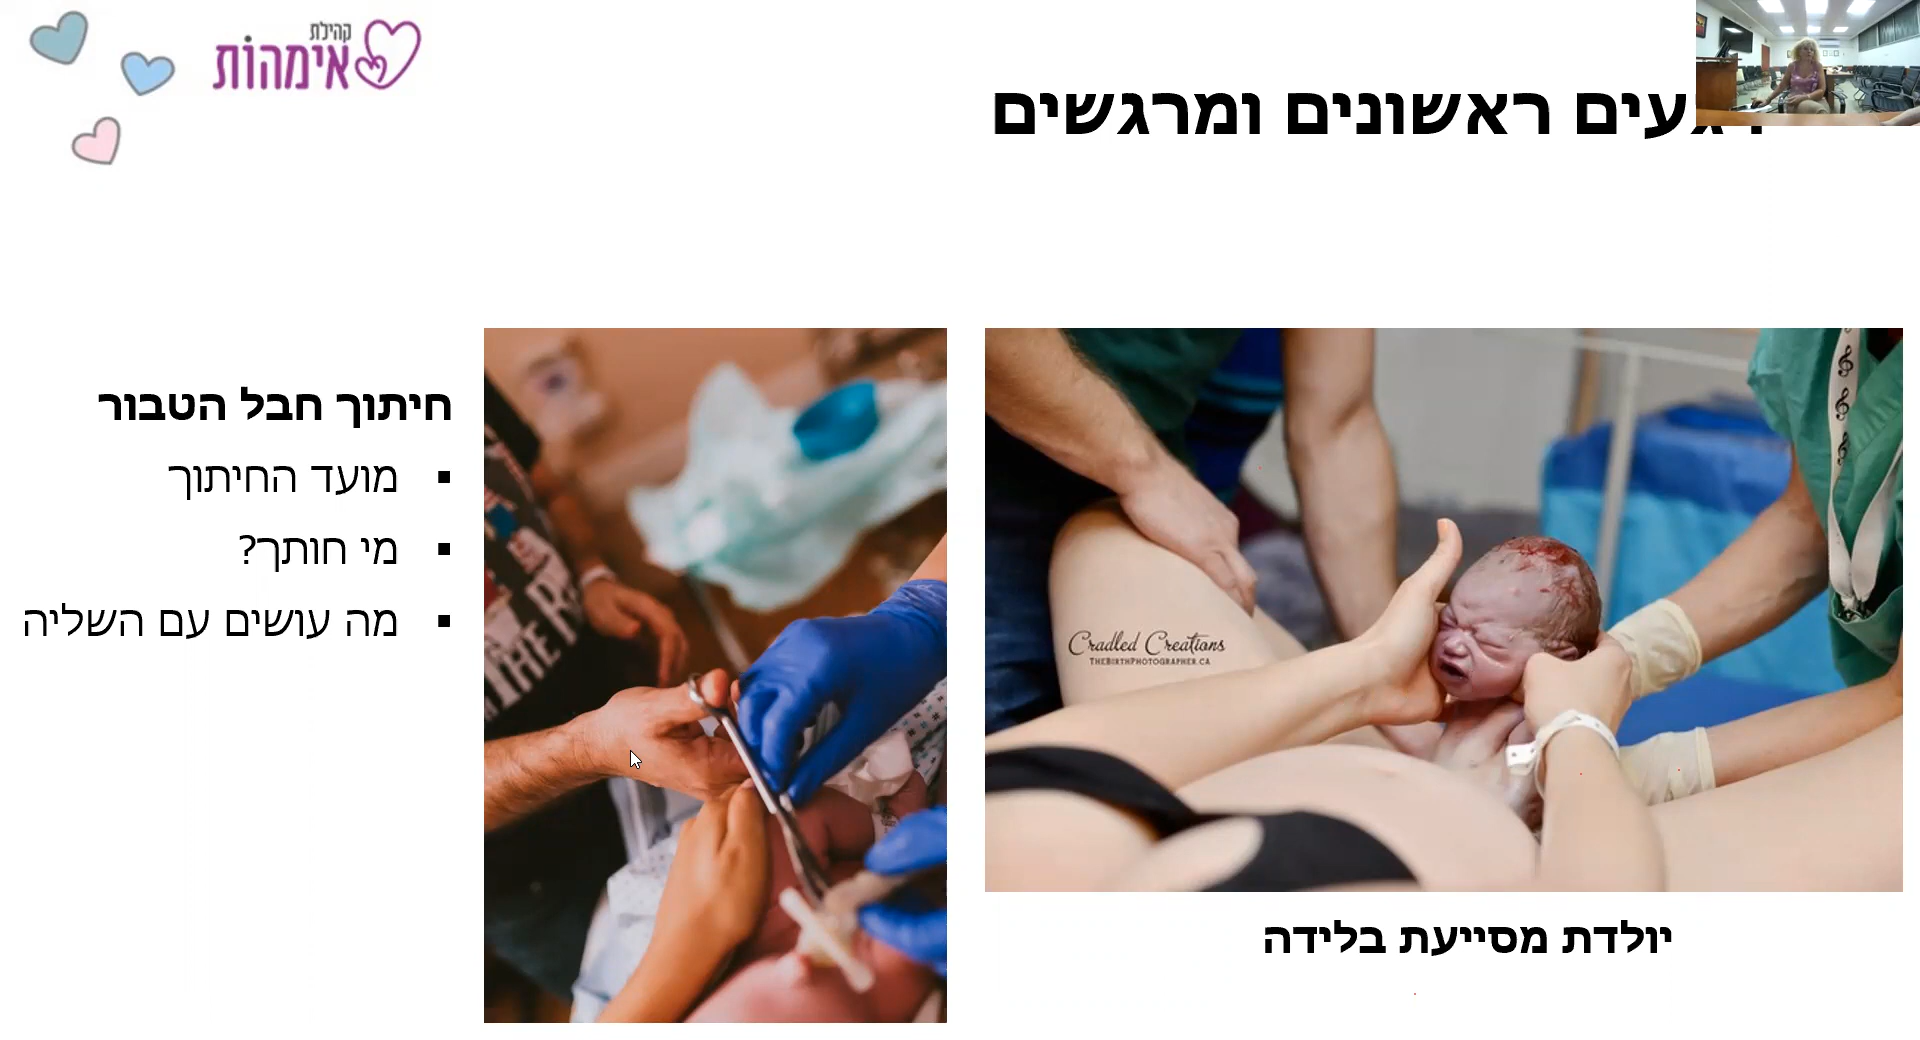 קהילת
אימהות
רגעים ראשונים ומרגשים
חיתוך חבל הטבור
▪ מועד החיתוך
▪ מי חותך?
▪ מה עושים עם השליה
THE
Cradled Creations
THEBIRTHPHOTOGRAPHER.CA
יולדת מסייעת בלידה